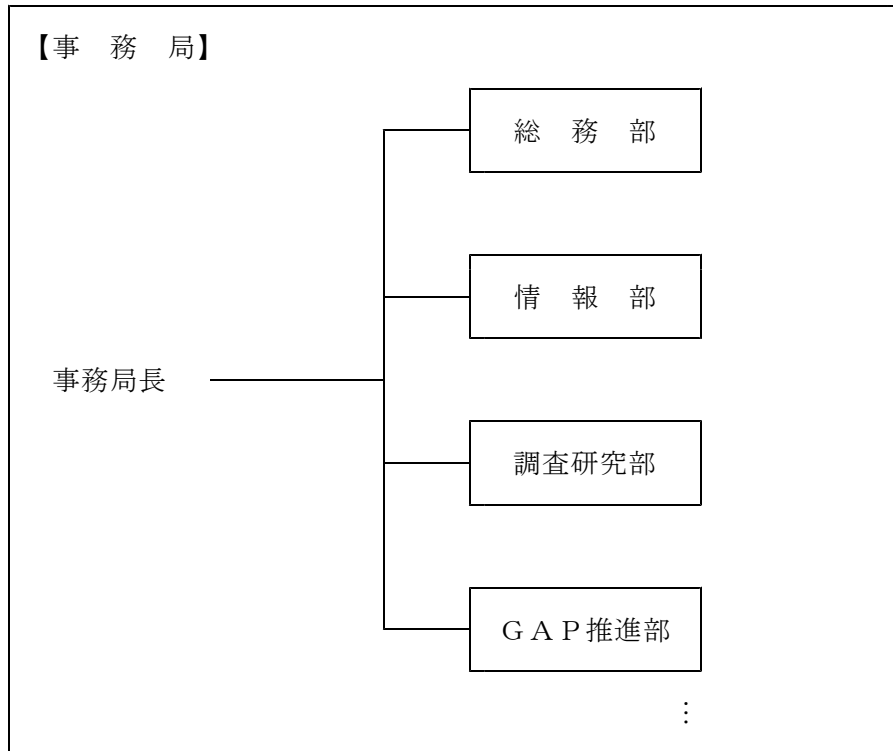 【事　務　局】
総　務　部
情　報　部
事務局長
調査研究部
ＧＡＰ推進部
⋮